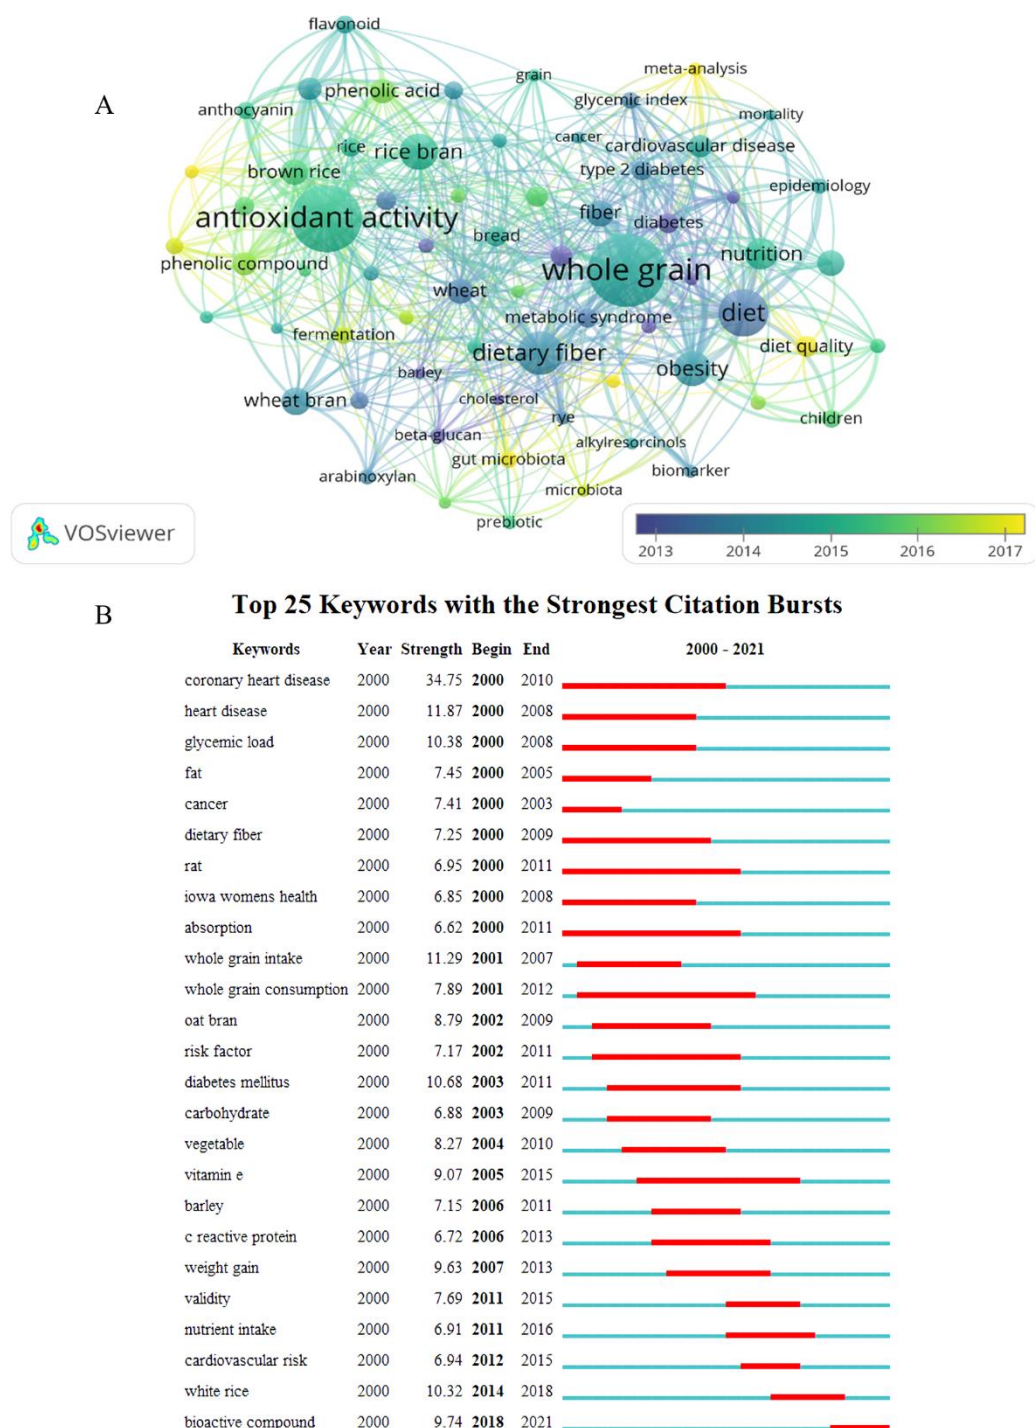 A
flavonoid
grain
meta-analysis
phenolic acid
glycemic index
anthocyanin
mortality
cancer
rice
rice bran
cardiovascular disease
brown rice
type 2 diabetes
epidemiology
antioxidant activity
fiber
diabetes
bread
nutrition
phenolic compound
whole grain
wheat
diet
metabolic syndrome
fermentation
diet quality
dietary fiber
obesity
barley
wheat bran
cholesterol
rye
children
beta-glucan
alkylresorcinols
gut microbiota
biomarker
arabinoxylan
microbiota
prebiotic
VOSviewer
2013 2014 2015 2016 2017
B
Top 25 Keywords with the Strongest Citation Bursts
Keywords Year Strength Begin End 2000 - 2021
coronary heart disease 2000 34.75 2000 2010
heart disease 2000 11.87 2000 2008
glycemic load 2000 10.38 2000 2008
fat 2000 7.45 2000 2005
cancer 2000 7.41 2000 2003
dietary fiber 2000 7.25 2000 2009
rat 2000 6.95 2000 2011
iowa womens health 2000 6.85 2000 2008
absorption 2000 6.62 2000 2011
whole grain intake 2000 11.29 2001 2007
whole grain consumption 2000 7.89 2001 2012
oat bran 2000 8.79 2002 2009
risk factor 2000 7.17 2002 2011
diabetes mellitus 2000 10.68 2003 2011
carbohydrate 2000 6.88 2003 2009
vegetable 2000 8.27 2004 2010
vitamin e 2000 9.07 2005 2015
barley 2000 7.15 2006 2011
c reactive protein 2000 6.72 2006 2013
weight gain 2000 9.63 2007 2013
validity 2000 7.69 2011 2015
nutrient intake 2000 6.91 2011 2016
cardiovascular risk 2000 6.94 2012 2015
white rice 2000 10.32 2014 2018
bioactive compound 2000 9.74 2018 2021